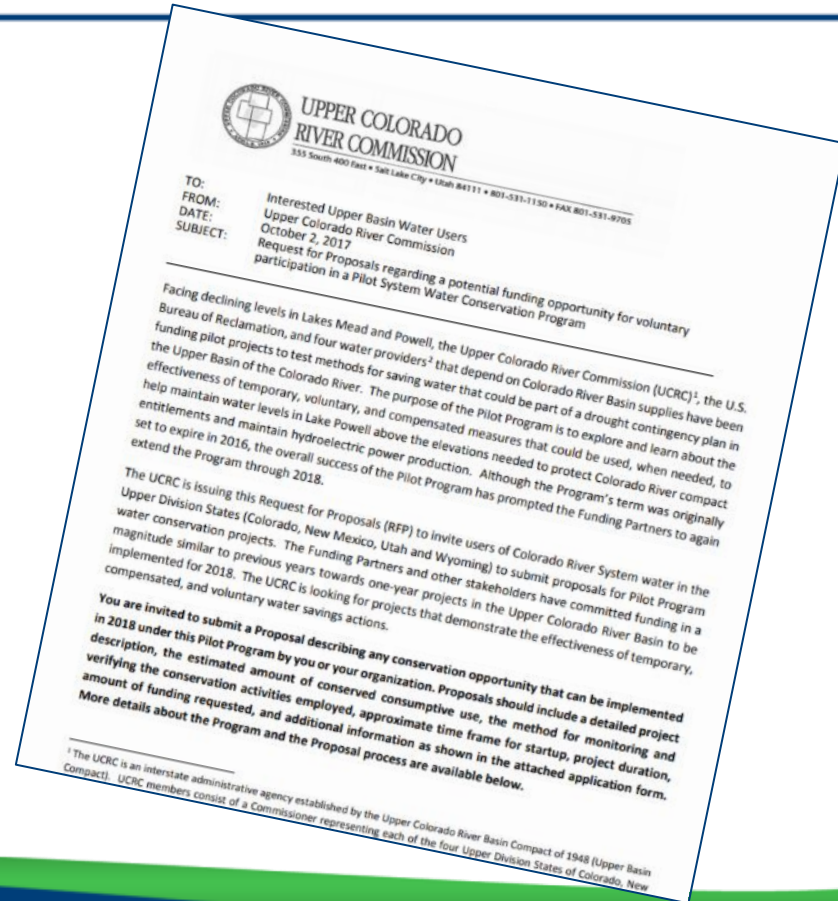 UPPER COLORADO
RIVER COMMISSION
355 South 400 East • Salt Lake City • Utah 84111 • 801-531-1150 • FAX 801-531-9705
TO: Interested Upper Basin Water Users
FROM: Upper Colorado River Commission
DATE: October 2, 2017
SUBJECT: Request for Proposals regarding a potential funding opportunity for voluntary
participation in a Pilot System Water Conservation Program
Facing declining levels in Lakes Mead and Powell, the Upper Colorado River Commission (UCRC)¹, the U.S.
Bureau of Reclamation, and four water providers² that depend on Colorado River Basin supplies have been
funding pilot projects to test methods for saving water that could be part of a drought contingency plan in
the Upper Basin of the Colorado River. The purpose of the Pilot Program is to explore and learn about the
effectiveness of temporary, voluntary, and compensated measures that could be used, when needed, to
help maintain water levels in Lake Powell above the elevations needed to protect Colorado River compact
entitlements and maintain hydroelectric power production. Although the Program's term was originally
set to expire in 2016, the overall success of the Pilot Program has prompted the Funding Partners to again
extend the Program through 2018.
The UCRC is issuing this Request for Proposals (RFP) to invite users of Colorado River System water in the
Upper Division States (Colorado, New Mexico, Utah and Wyoming) to submit proposals for Pilot Program
water conservation projects. The Funding Partners and other stakeholders have committed funding in a
magnitude similar to previous years towards one-year projects in the Upper Colorado River Basin to be
implemented for 2018. The UCRC is looking for projects that demonstrate the effectiveness of temporary,
compensated, and voluntary water savings actions.
You are invited to submit a Proposal describing any conservation opportunity that can be implemented
in 2018 under this Pilot Program by you or your organization. Proposals should include a detailed project
description, the estimated amount of conserved consumptive use, the method for monitoring and
verifying the conservation activities employed, approximate time frame for startup, project duration,
amount of funding requested, and additional information as shown in the attached application form.
More details about the Program and the Proposal process are available below.
¹ The UCRC is an interstate administrative agency established by the Upper Colorado River Basin Compact of 1948 (Upper Basin
Compact). UCRC members consist of a Commissioner representing each of the four Upper Division States of Colorado, New